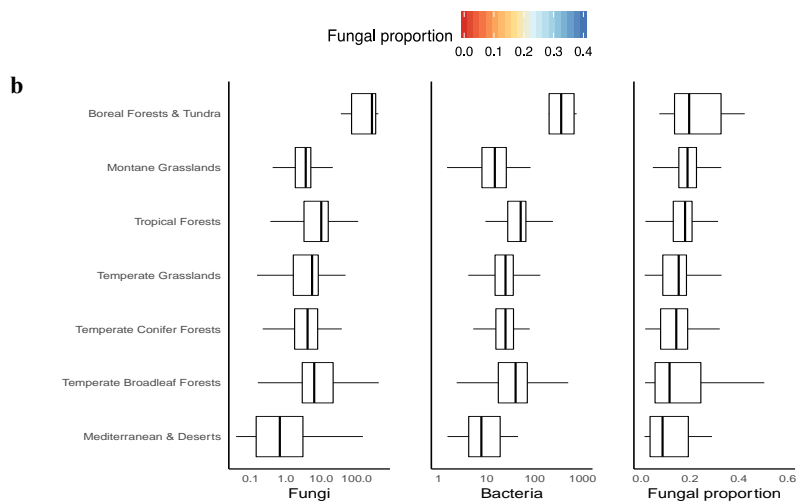 Fungal proportion
0.0 0.1 0.2 0.3 0.4
b
Boreal Forests & Tundra
Montane Grasslands
Tropical Forests
Temperate Grasslands
Temperate Conifer Forests
Temperate Broadleaf Forests
Mediterranean & Deserts
0.1 1.0 10.0 100.0 1 10 100 1000 0.0 0.2 0.4 0.6
Fungi Bacteria Fungal proportion